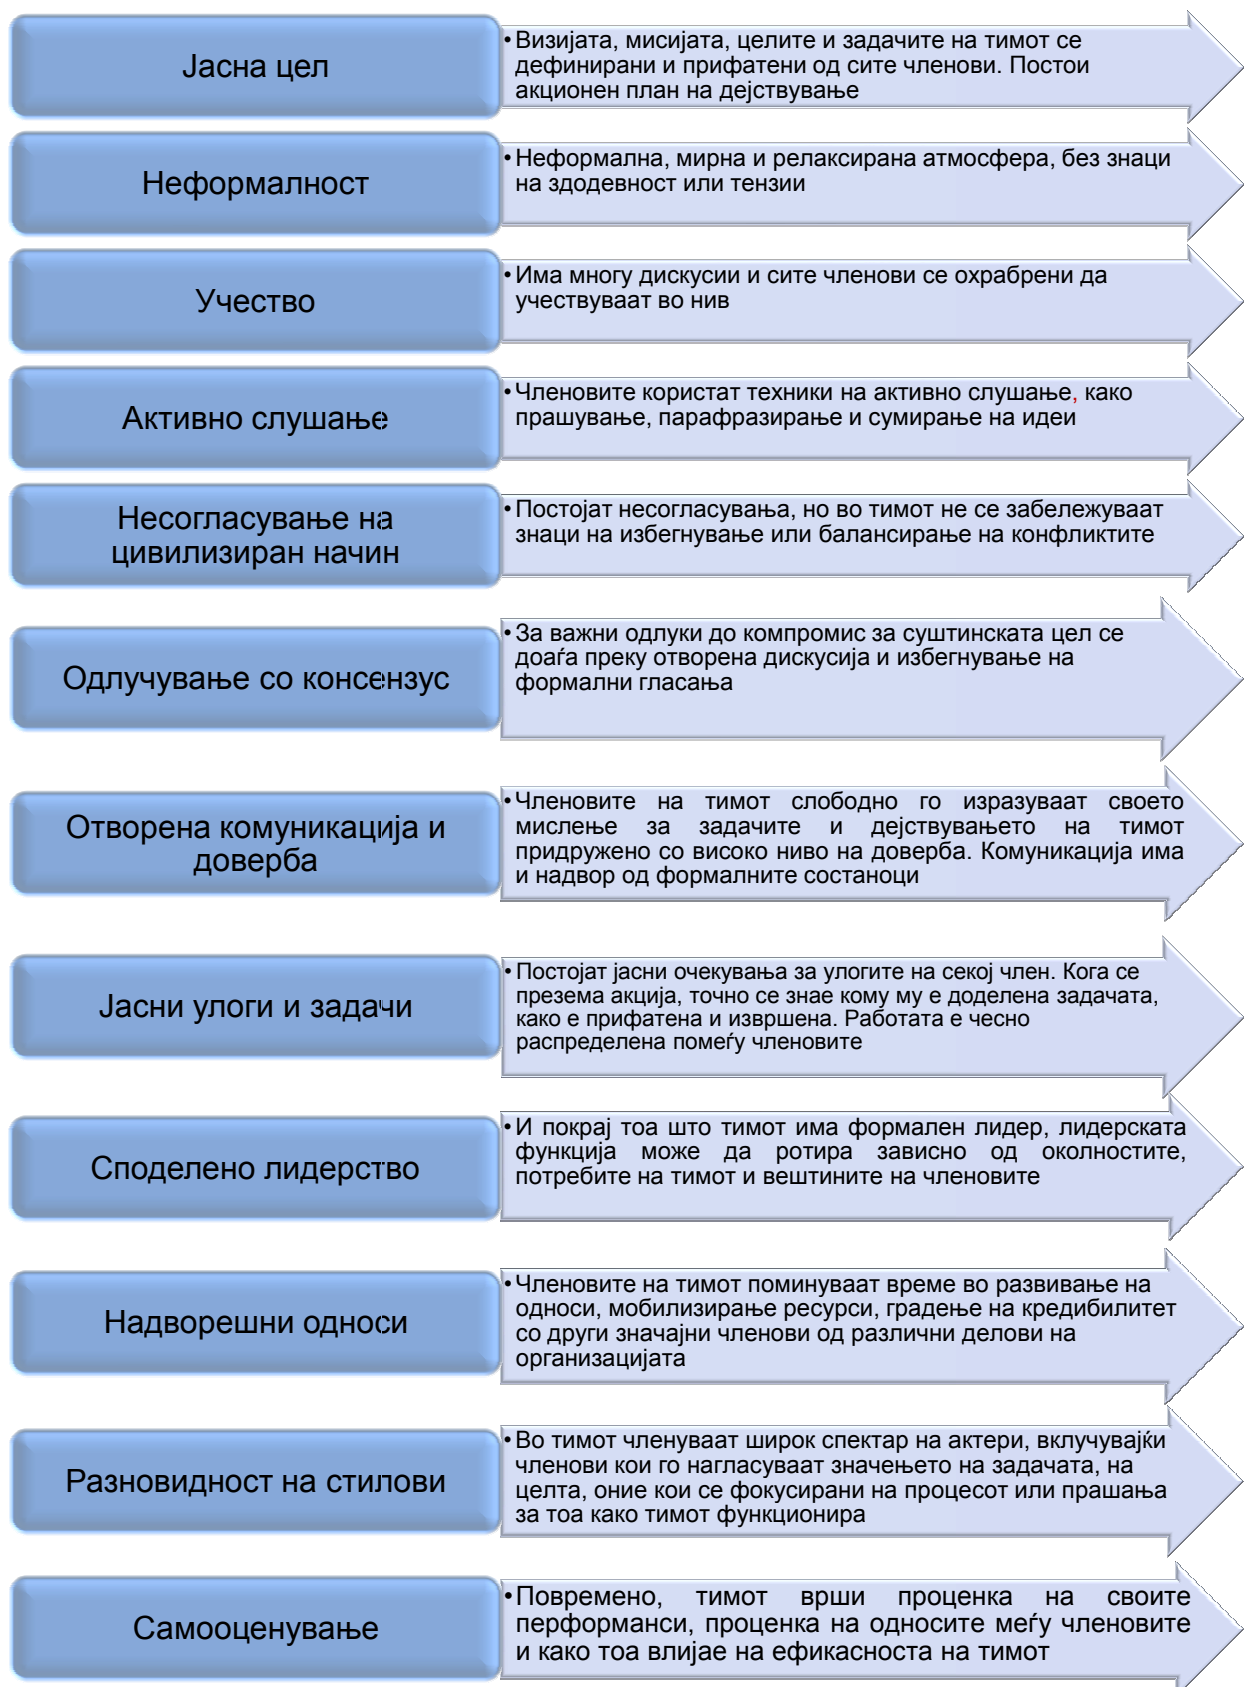 Јасна цел
•Визијата, мисијата, целите и задачите на тимот се
дефинирани и прифатени од сите членови. Постои
акционен план на дејствување
Неформалност
•Неформална, мирна и релаксирана атмосфера, без знаци
на здодевност или тензии
Учество
•Има многу дискусии и сите членови се охрабрени да
учествуваат во нив
Активно слушање
•Членовите користат техники на активно слушање, како
прашување, парафразирање и сумирање на идеи
Несогласување на
цивилизиран начин
•Постојат несогласувања, но во тимот не се забележуваат
знаци на избегнување или балансирање на конфликтите
Одлучување со консензус
•За важни одлуки до компромис за суштинската цел се
доаѓа преку отворена дискусија и избегнување на
формални гласања
Отворена комуникација и
доверба
•Членовите на тимот слободно го изразуваат своето
мислење за задачите и дејствувањето на тимот
придружено со високо ниво на доверба. Комуникација има
и надвор од формалните состаноци
Јасни улоги и задачи
•Постојат јасни очекувања за улогите на секој член. Кога се
презема акција, точно се знае кому му е доделена задачата,
како е прифатена и извршена. Работата е чесно
распределена помеѓу членовите
Споделено лидерство
•И покрај тоа што тимот има формален лидер, лидерската
функција може да ротира зависно од околностите,
потребите на тимот и вештините на членовите
Надворешни односи
•Членовите на тимот поминуваат време во развивање на
односи, мобилизирање ресурси, градење на кредибилитет
со други значајни членови од различни делови на
организацијата
Разновидност на стилови
•Во тимот членуваат широк спектар на актери, вклучувајќи
членови кои го нагласуваат значењето на задачата, на
целта, оние кои се фокусирани на процесот или прашања
за тоа како тимот функционира
Самооценување
•Повремено, тимот врши проценка на своите
перформанси, проценка на односите меѓу членовите
и како тоа влијае на ефикасноста на тимот